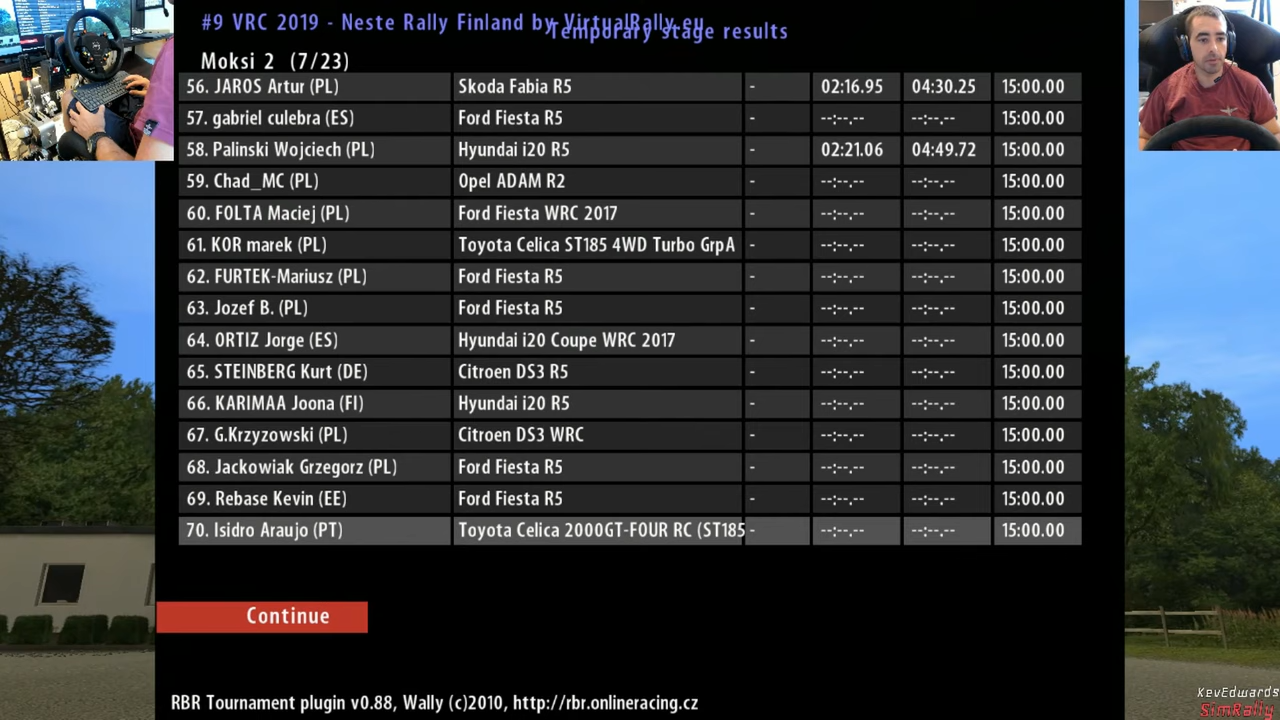 #9 VRC 2019 - Neste Rally Finland by VirtualRally.eu
Temporary stage results
Moksi 2 (7/23)
56. JAROS Artur (PL) Skoda Fabia R5 - 02:16.95 04:30.25 15:00.00
57. gabriel culebra (ES) Ford Fiesta R5 - --:--.-- --:--.-- 15:00.00
58. Palinski Wojciech (PL) Hyundai i20 R5 - 02:21.06 04:49.72 15:00.00
59. Chad_MC (PL) Opel ADAM R2 - --:--.-- --:--.-- 15:00.00
60. FOLTA Maciej (PL) Ford Fiesta WRC 2017 - --:--.-- --:--.-- 15:00.00
61. KOR marek (PL) Toyota Celica ST185 4WD Turbo GrpA - --:--.-- --:--.-- 15:00.00
62. FURTEK-Mariusz (PL) Ford Fiesta R5 - --:--.-- --:--.-- 15:00.00
63. Jozef B. (PL) Ford Fiesta R5 - --:--.-- --:--.-- 15:00.00
64. ORTIZ Jorge (ES) Hyundai i20 Coupe WRC 2017 - --:--.-- --:--.-- 15:00.00
65. STEINBERG Kurt (DE) Citroen DS3 R5 - --:--.-- --:--.-- 15:00.00
66. KARIMAA Joona (FI) Hyundai i20 R5 - --:--.-- --:--.-- 15:00.00
67. G.Krzyzowski (PL) Citroen DS3 WRC - --:--.-- --:--.-- 15:00.00
68. Jackowiak Grzegorz (PL) Ford Fiesta R5 - --:--.-- --:--.-- 15:00.00
69. Rebase Kevin (EE) Ford Fiesta R5 - --:--.-- --:--.-- 15:00.00
70. Isidro Araujo (PT) Toyota Celica 2000GT-FOUR RC (ST185 - --:--.-- --:--.-- 15:00.00
Continue
RBR Tournament plugin v0.88, Wally (c)2010, http://rbr.onlineracing.cz
KevEdwards
SimRally